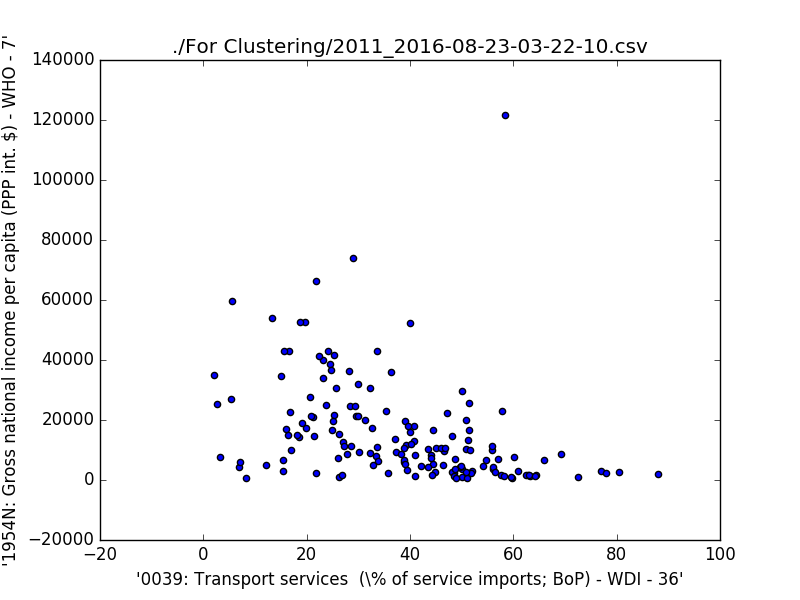 ./For Clustering/2011_2016-08-23-03-22-10.csv
'1954N: Gross national income per capita (PPP int. $) - WHO - 7'
140000
120000
100000
80000
60000
40000
20000
0
−20000
−20 0 20 40 60 80 100
'0039: Transport services  (\% of service imports; BoP) - WDI - 36'